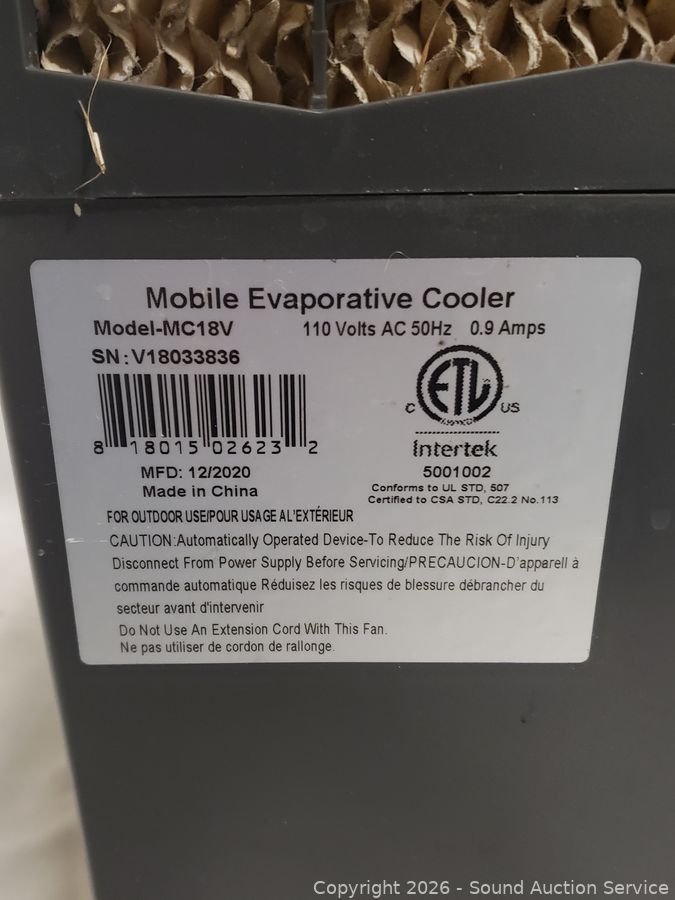 Mobile Evaporative Cooler
Model-MC18V 110 Volts AC 50Hz 0.9 Amps
SN:V18033836
8 18015 02623 2
ETL
C US
Intertek
5001002
Conforms to UL STD, 507
Certified to CSA STD, C22.2 No.113
MFD: 12/2020
Made in China
FOR OUTDOOR USE/POUR USAGE A L'EXTÉRIEUR
CAUTION:Automatically Operated Device-To Reduce The Risk Of Injury
Disconnect From Power Supply Before Servicing/PRECAUCION-D'apparell à
commande automatique Réduisez les risques de blessure débrancher du
secteur avant d'intervenir
Do Not Use An Extension Cord With This Fan.
Ne pas utiliser de cordon de rallonge.
Copyright 2026 - Sound Auction Service